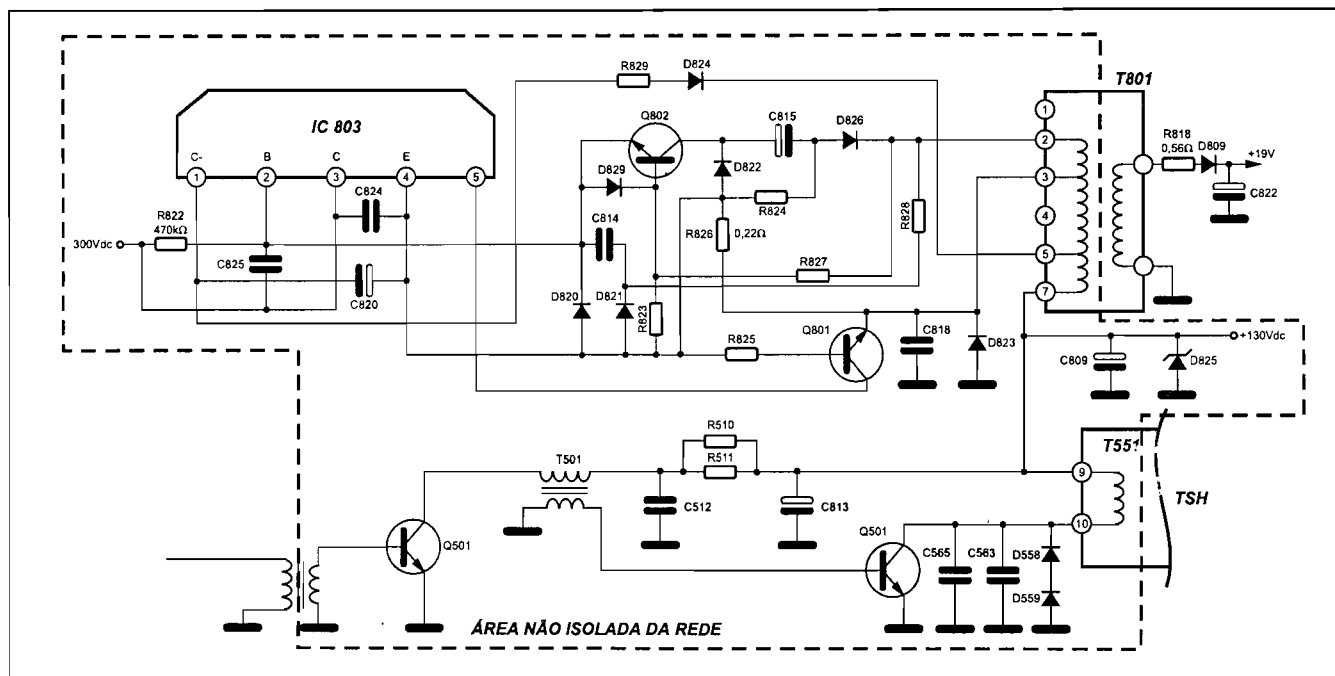 R829
D824
T801
IC 803
Q802
C815
D826
1
2
R818
0,56Ω
D809
+19V
C-
B
C
E
1
2
3
4
5
C824
D829
D822
R824
3
C822
R822
470kΩ
C814
R826
0,22Ω
R828
4
300Vdc
C825
R827
5
C820
D820
D821
R823
7
Q801
R825
C818
D823
+130Vdc
C809
D825
R510
T551
T501
R511
9
TSH
C512
C813
10
Q501
Q501
C565
C563
D558
D559
ÁREA NÃO ISOLADA DA REDE